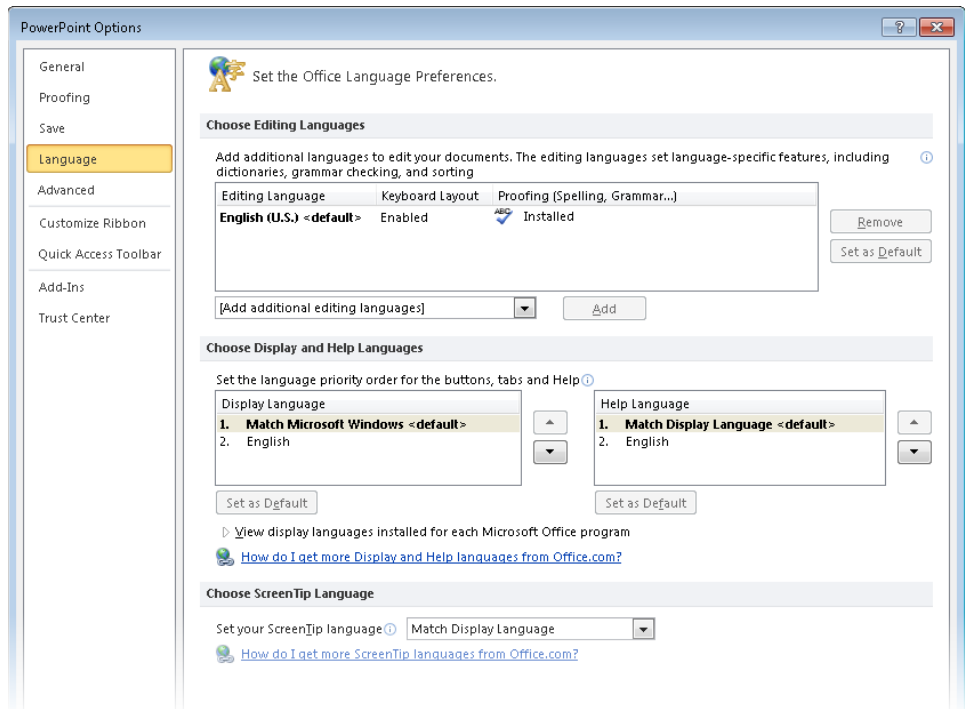 PowerPoint Options
General
Proofing
Save
Language
Advanced
Customize Ribbon
Quick Access Toolbar
Add-Ins
Trust Center
Set the Office Language Preferences.
Choose Editing Languages
Add additional languages to edit your documents. The editing languages set language-specific features, including
dictionaries, grammar checking, and sorting
Editing Language Keyboard Layout Proofing (Spelling, Grammar...)
English (U.S.) <default> Enabled ABC Installed
Remove
Set as Default
[Add additional editing languages] Add
Choose Display and Help Languages
Set the language priority order for the buttons, tabs and Help
Display Language
1. Match Microsoft Windows <default>
2. English
Set as Default
Help Language
1. Match Display Language <default>
2. English
Set as Default
View display languages installed for each Microsoft Office program
How do I get more Display and Help languages from Office.com?
Choose ScreenTip Language
Set your ScreenTip language Match Display Language
How do I get more ScreenTip languages from Office.com?